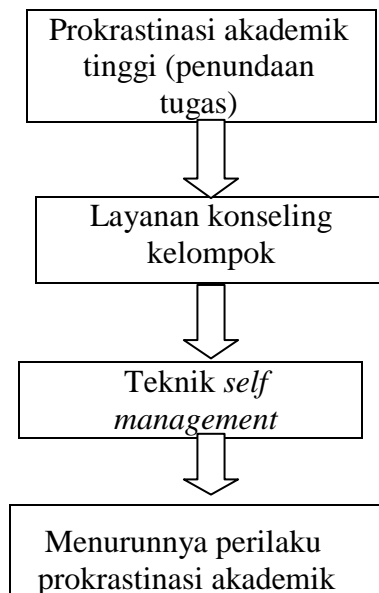 Prokrastinasi akademik
tinggi (penundaan
tugas)
Layanan konseling
kelompok
Teknik self
management
Menurunnya perilaku
prokrastinasi akademik